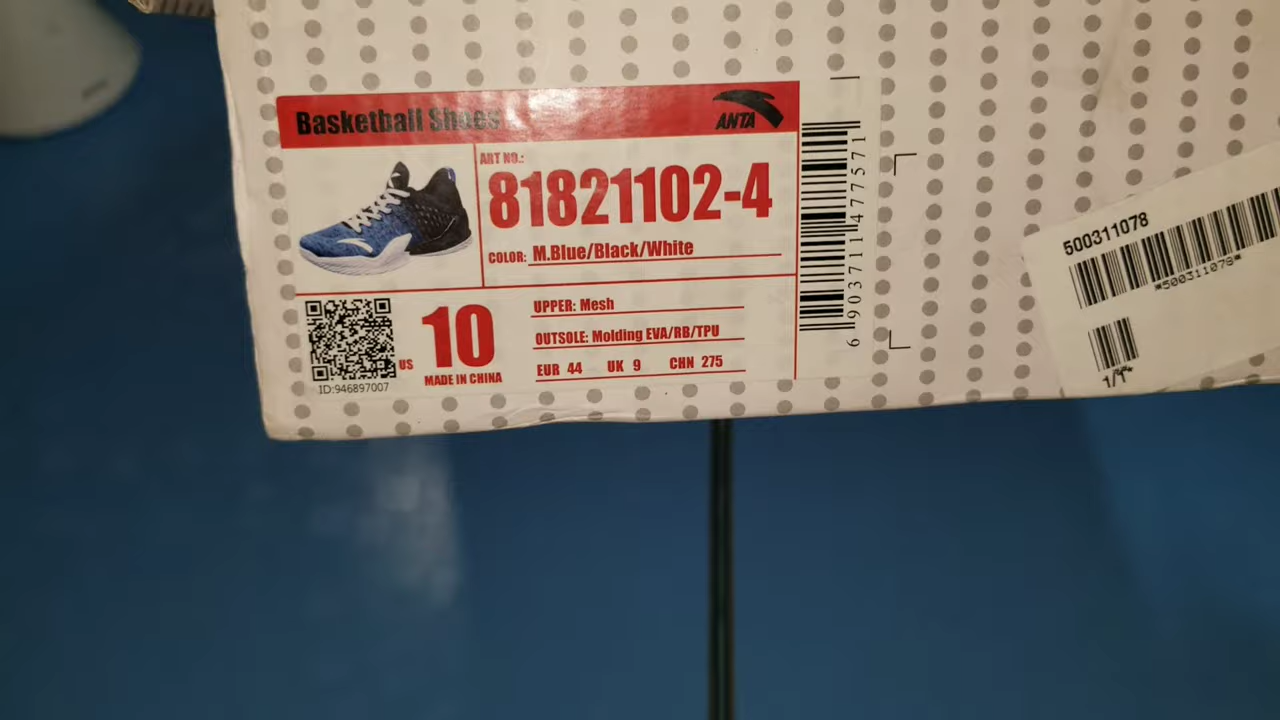 Basketball Shoes
ANTA
ART NO.:
81821102-4
COLOR: M.Blue/Black/White
UPPER: Mesh
OUTSOLE: Molding EVA/RB/TPU
EUR 44 UK 9 CHN 275
US 10
MADE IN CHINA
ID:946897007
6 903711 477571
500311078
*500311078*
1/1